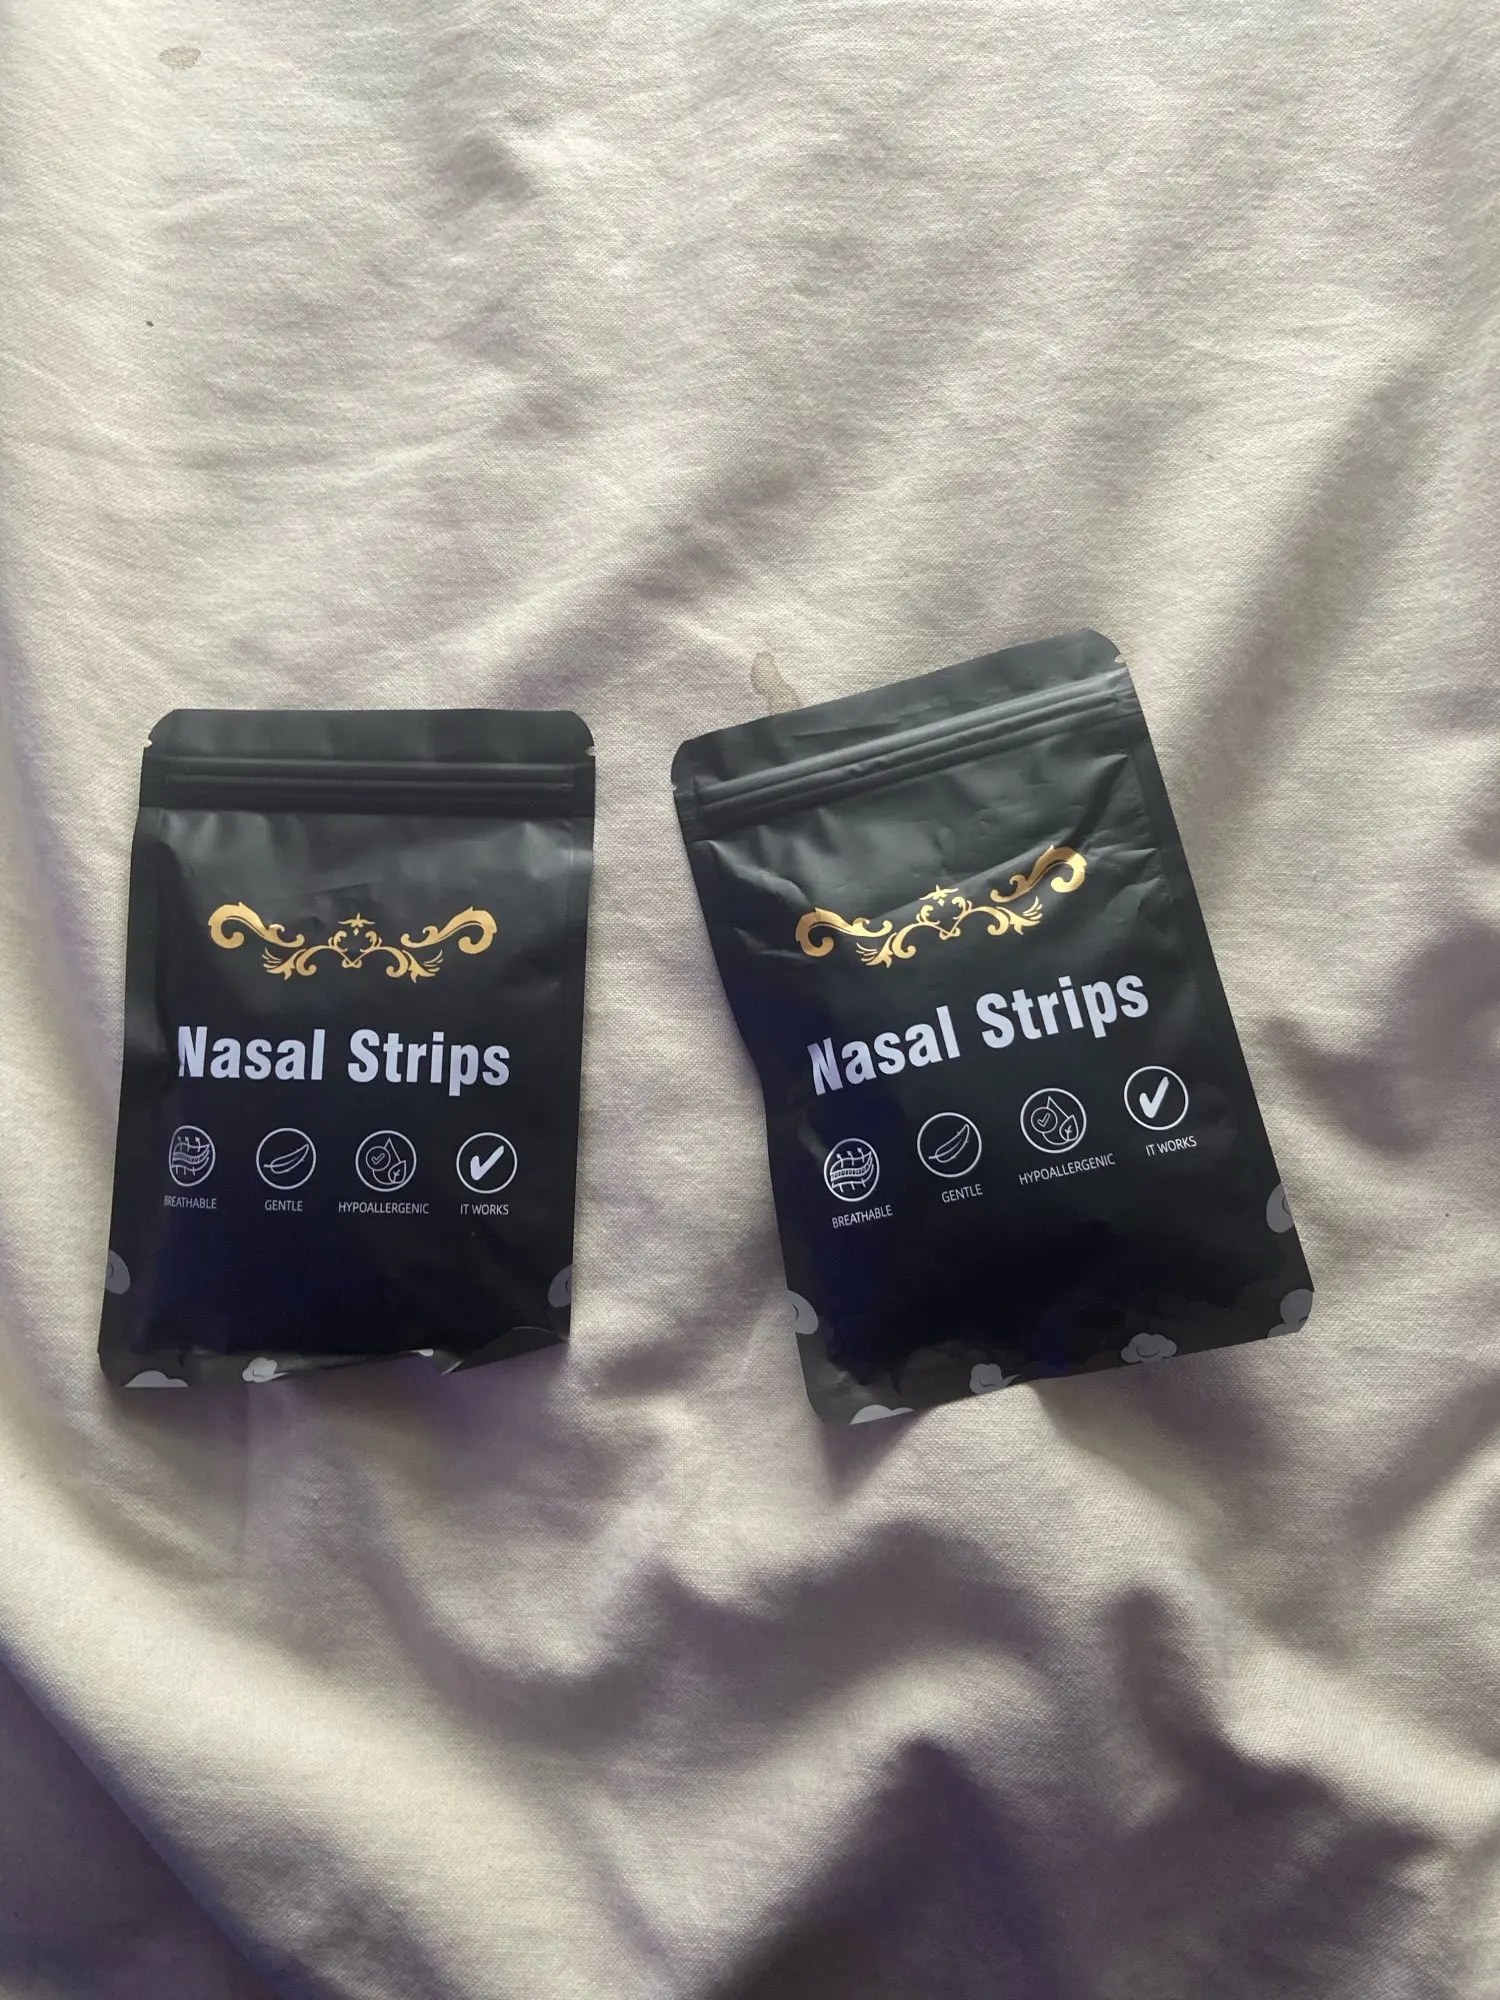 Nasal Strips
BREATHABLE GENTLE HYPOALLERGENIC IT WORKS
Nasal Strips
BREATHABLE GENTLE HYPOALLERGENIC IT WORKS